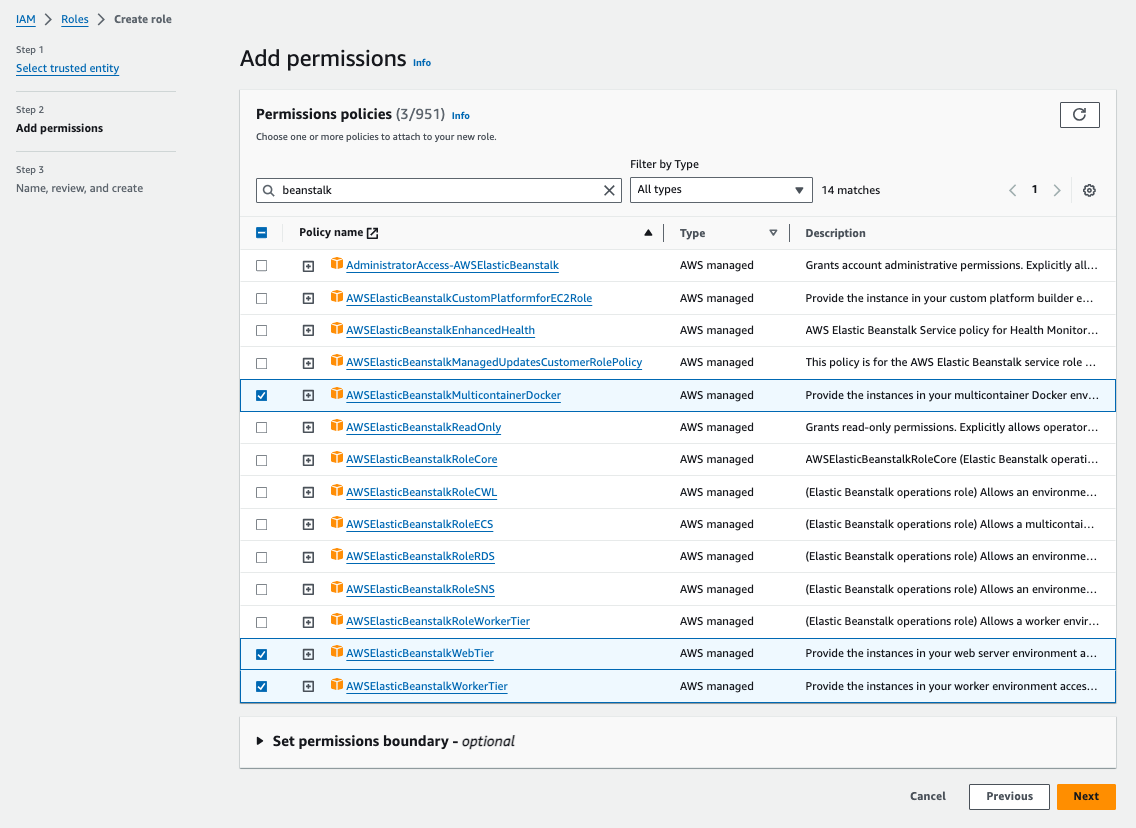 IAM > Roles > Create role
Step 1
Select trusted entity
Step 2
Add permissions
Step 3
Name, review, and create
Add permissions Info
Permissions policies (3/951) Info
Choose one or more policies to attach to your new role.
Filter by Type
beanstalk All types 14 matches 1
Policy name Type Description
AdministratorAccess-AWSElasticBeanstalk AWS managed Grants account administrative permissions. Explicitly all...
AWSElasticBeanstalkCustomPlatformforEC2Role AWS managed Provide the instance in your custom platform builder e...
AWSElasticBeanstalkEnhancedHealth AWS managed AWS Elastic Beanstalk Service policy for Health Monitor...
AWSElasticBeanstalkManagedUpdatesCustomerRolePolicy AWS managed This policy is for the AWS Elastic Beanstalk service role ...
AWSElasticBeanstalkMulticontainerDocker AWS managed Provide the instances in your multicontainer Docker env...
AWSElasticBeanstalkReadOnly AWS managed Grants read-only permissions. Explicitly allows operator...
AWSElasticBeanstalkRoleCore AWS managed AWSElasticBeanstalkRoleCore (Elastic Beanstalk operati...
AWSElasticBeanstalkRoleCWL AWS managed (Elastic Beanstalk operations role) Allows an environme...
AWSElasticBeanstalkRoleECS AWS managed (Elastic Beanstalk operations role) Allows a multicontai...
AWSElasticBeanstalkRoleRDS AWS managed (Elastic Beanstalk operations role) Allows an environme...
AWSElasticBeanstalkRoleSNS AWS managed (Elastic Beanstalk operations role) Allows an environme...
AWSElasticBeanstalkRoleWorkerTier AWS managed (Elastic Beanstalk operations role) Allows a worker envir...
AWSElasticBeanstalkWebTier AWS managed Provide the instances in your web server environment a...
AWSElasticBeanstalkWorkerTier AWS managed Provide the instances in your worker environment acces...
Set permissions boundary - optional
Cancel Previous Next